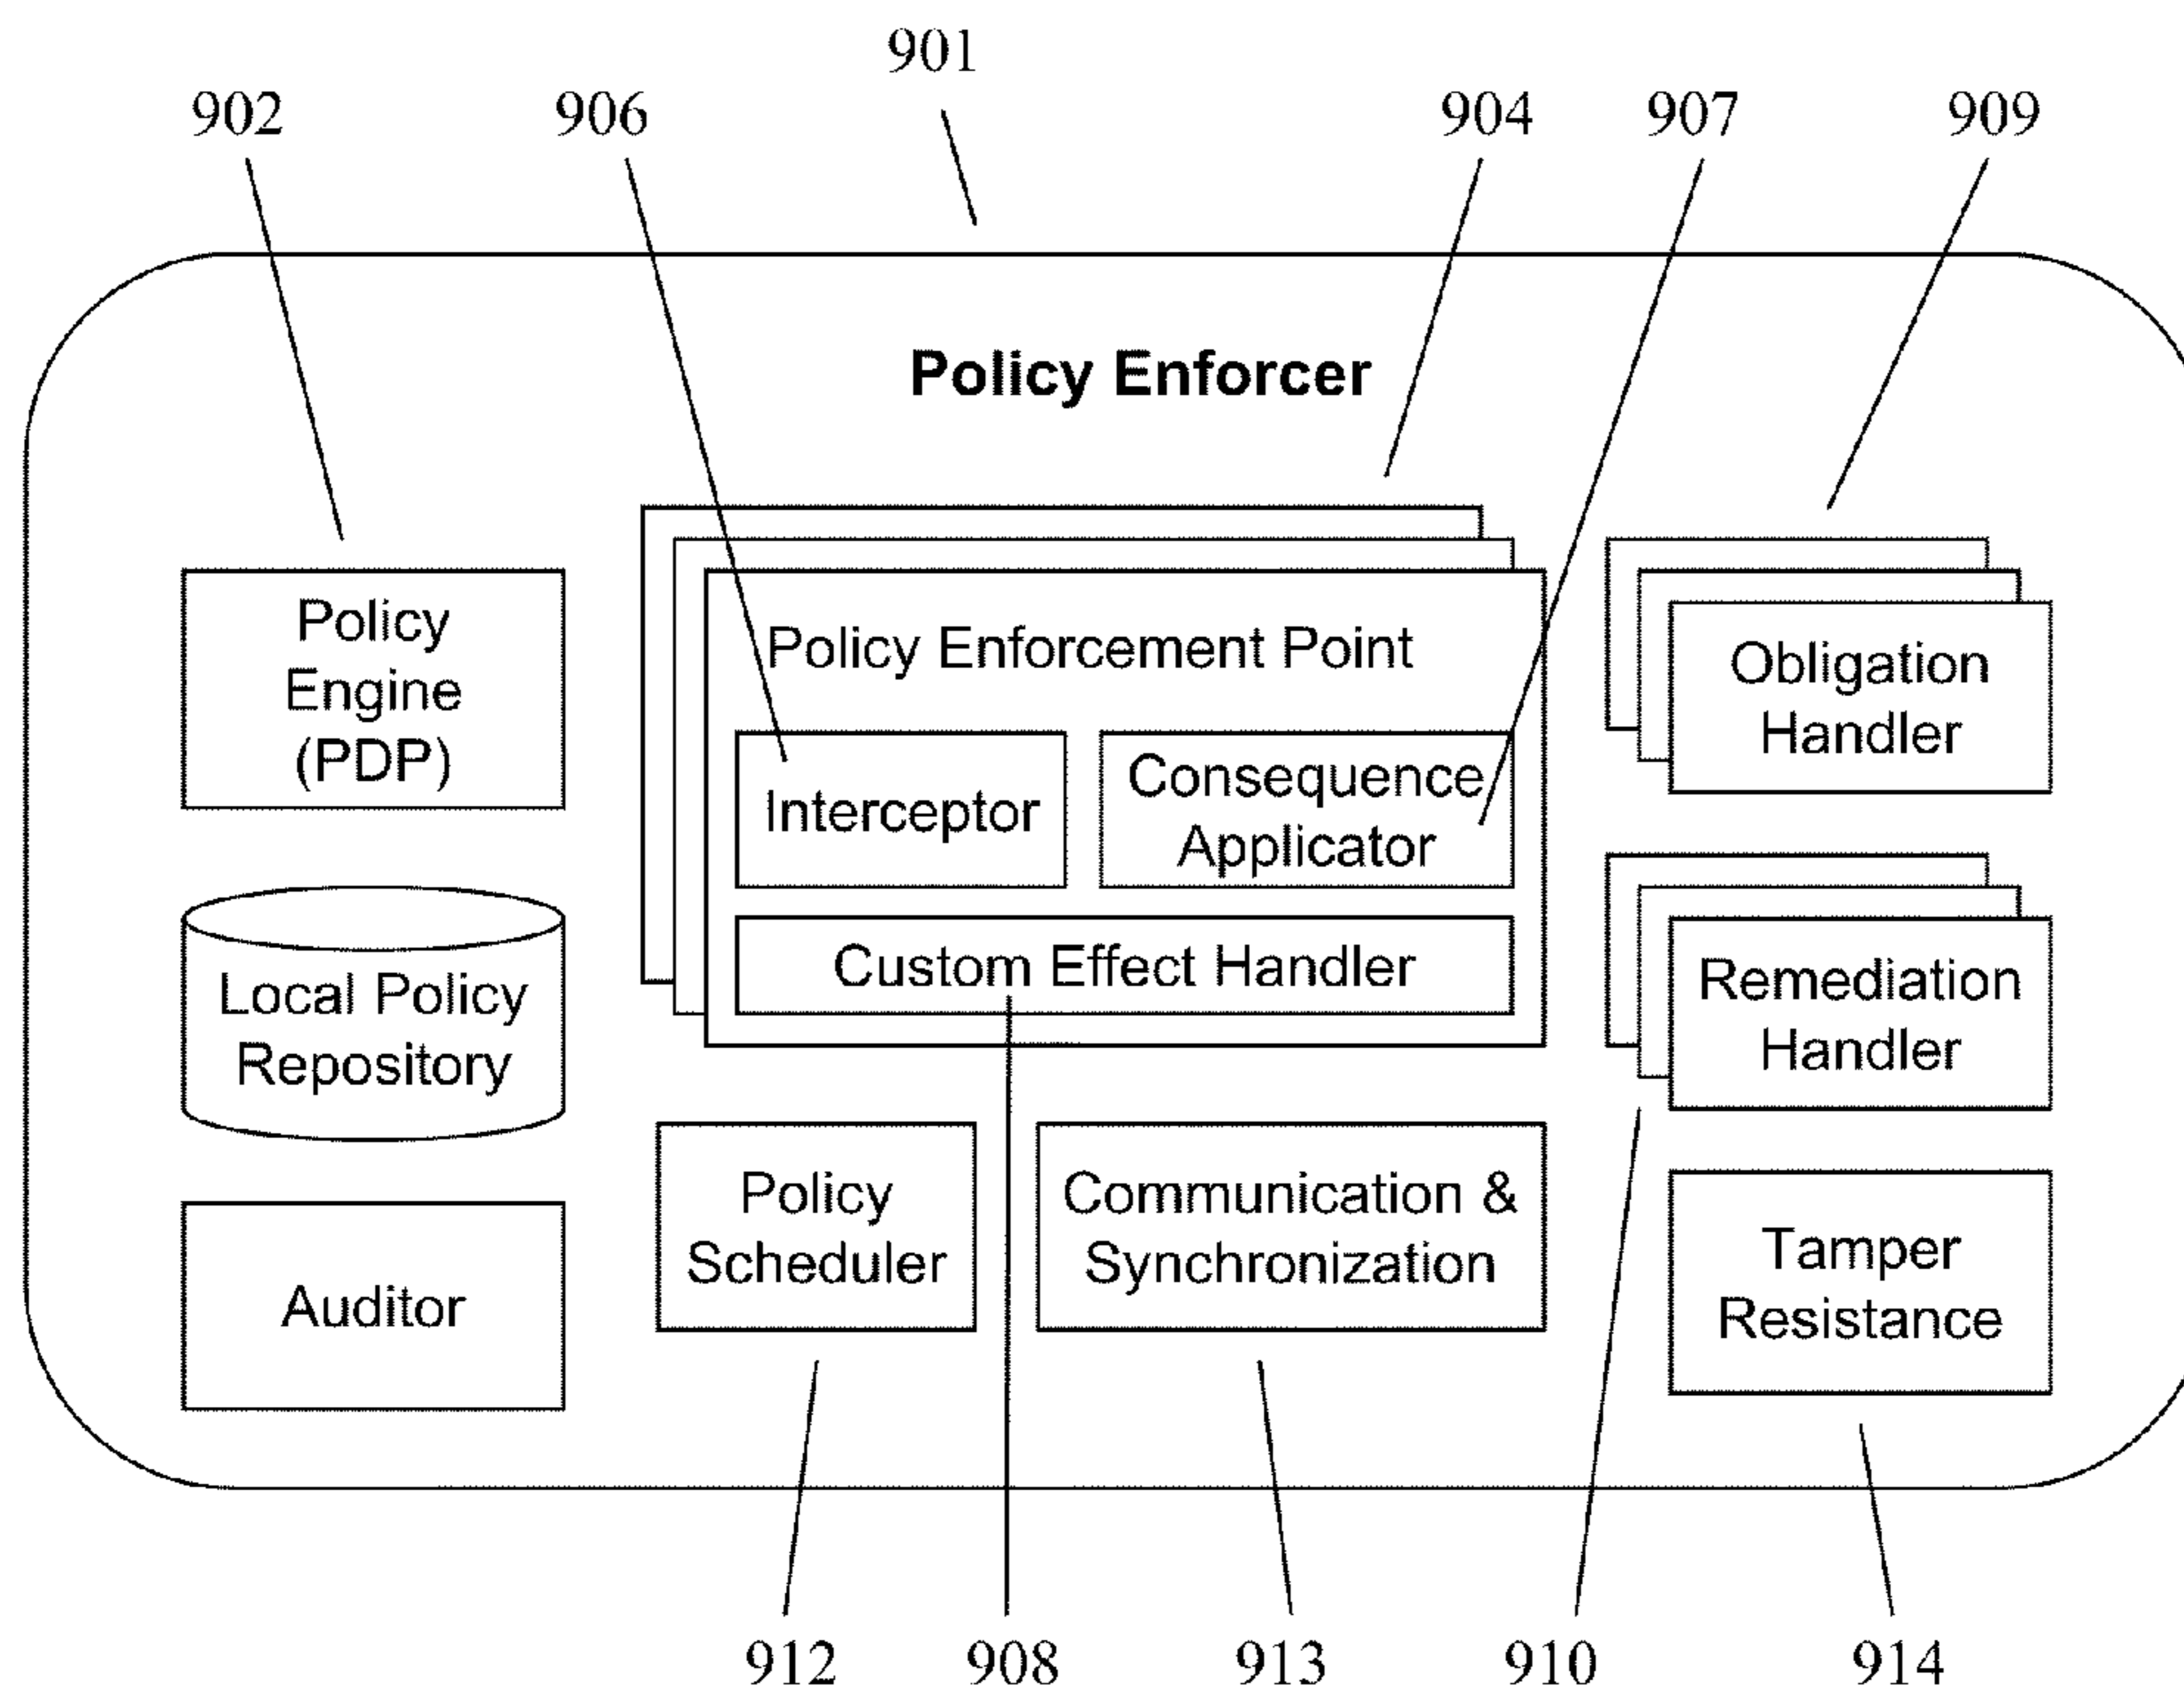 901
902
906
904
907
909
Policy Enforcer
Policy
Engine
(PDP)
Policy Enforcement Point
Interceptor
Consequence
Applicator
Custom Effect Handler
Obligation
Handler
Local Policy
Repository
Remediation
Handler
Auditor
Policy
Scheduler
Communication &
Synchronization
Tamper
Resistance
912
908
913
910
914